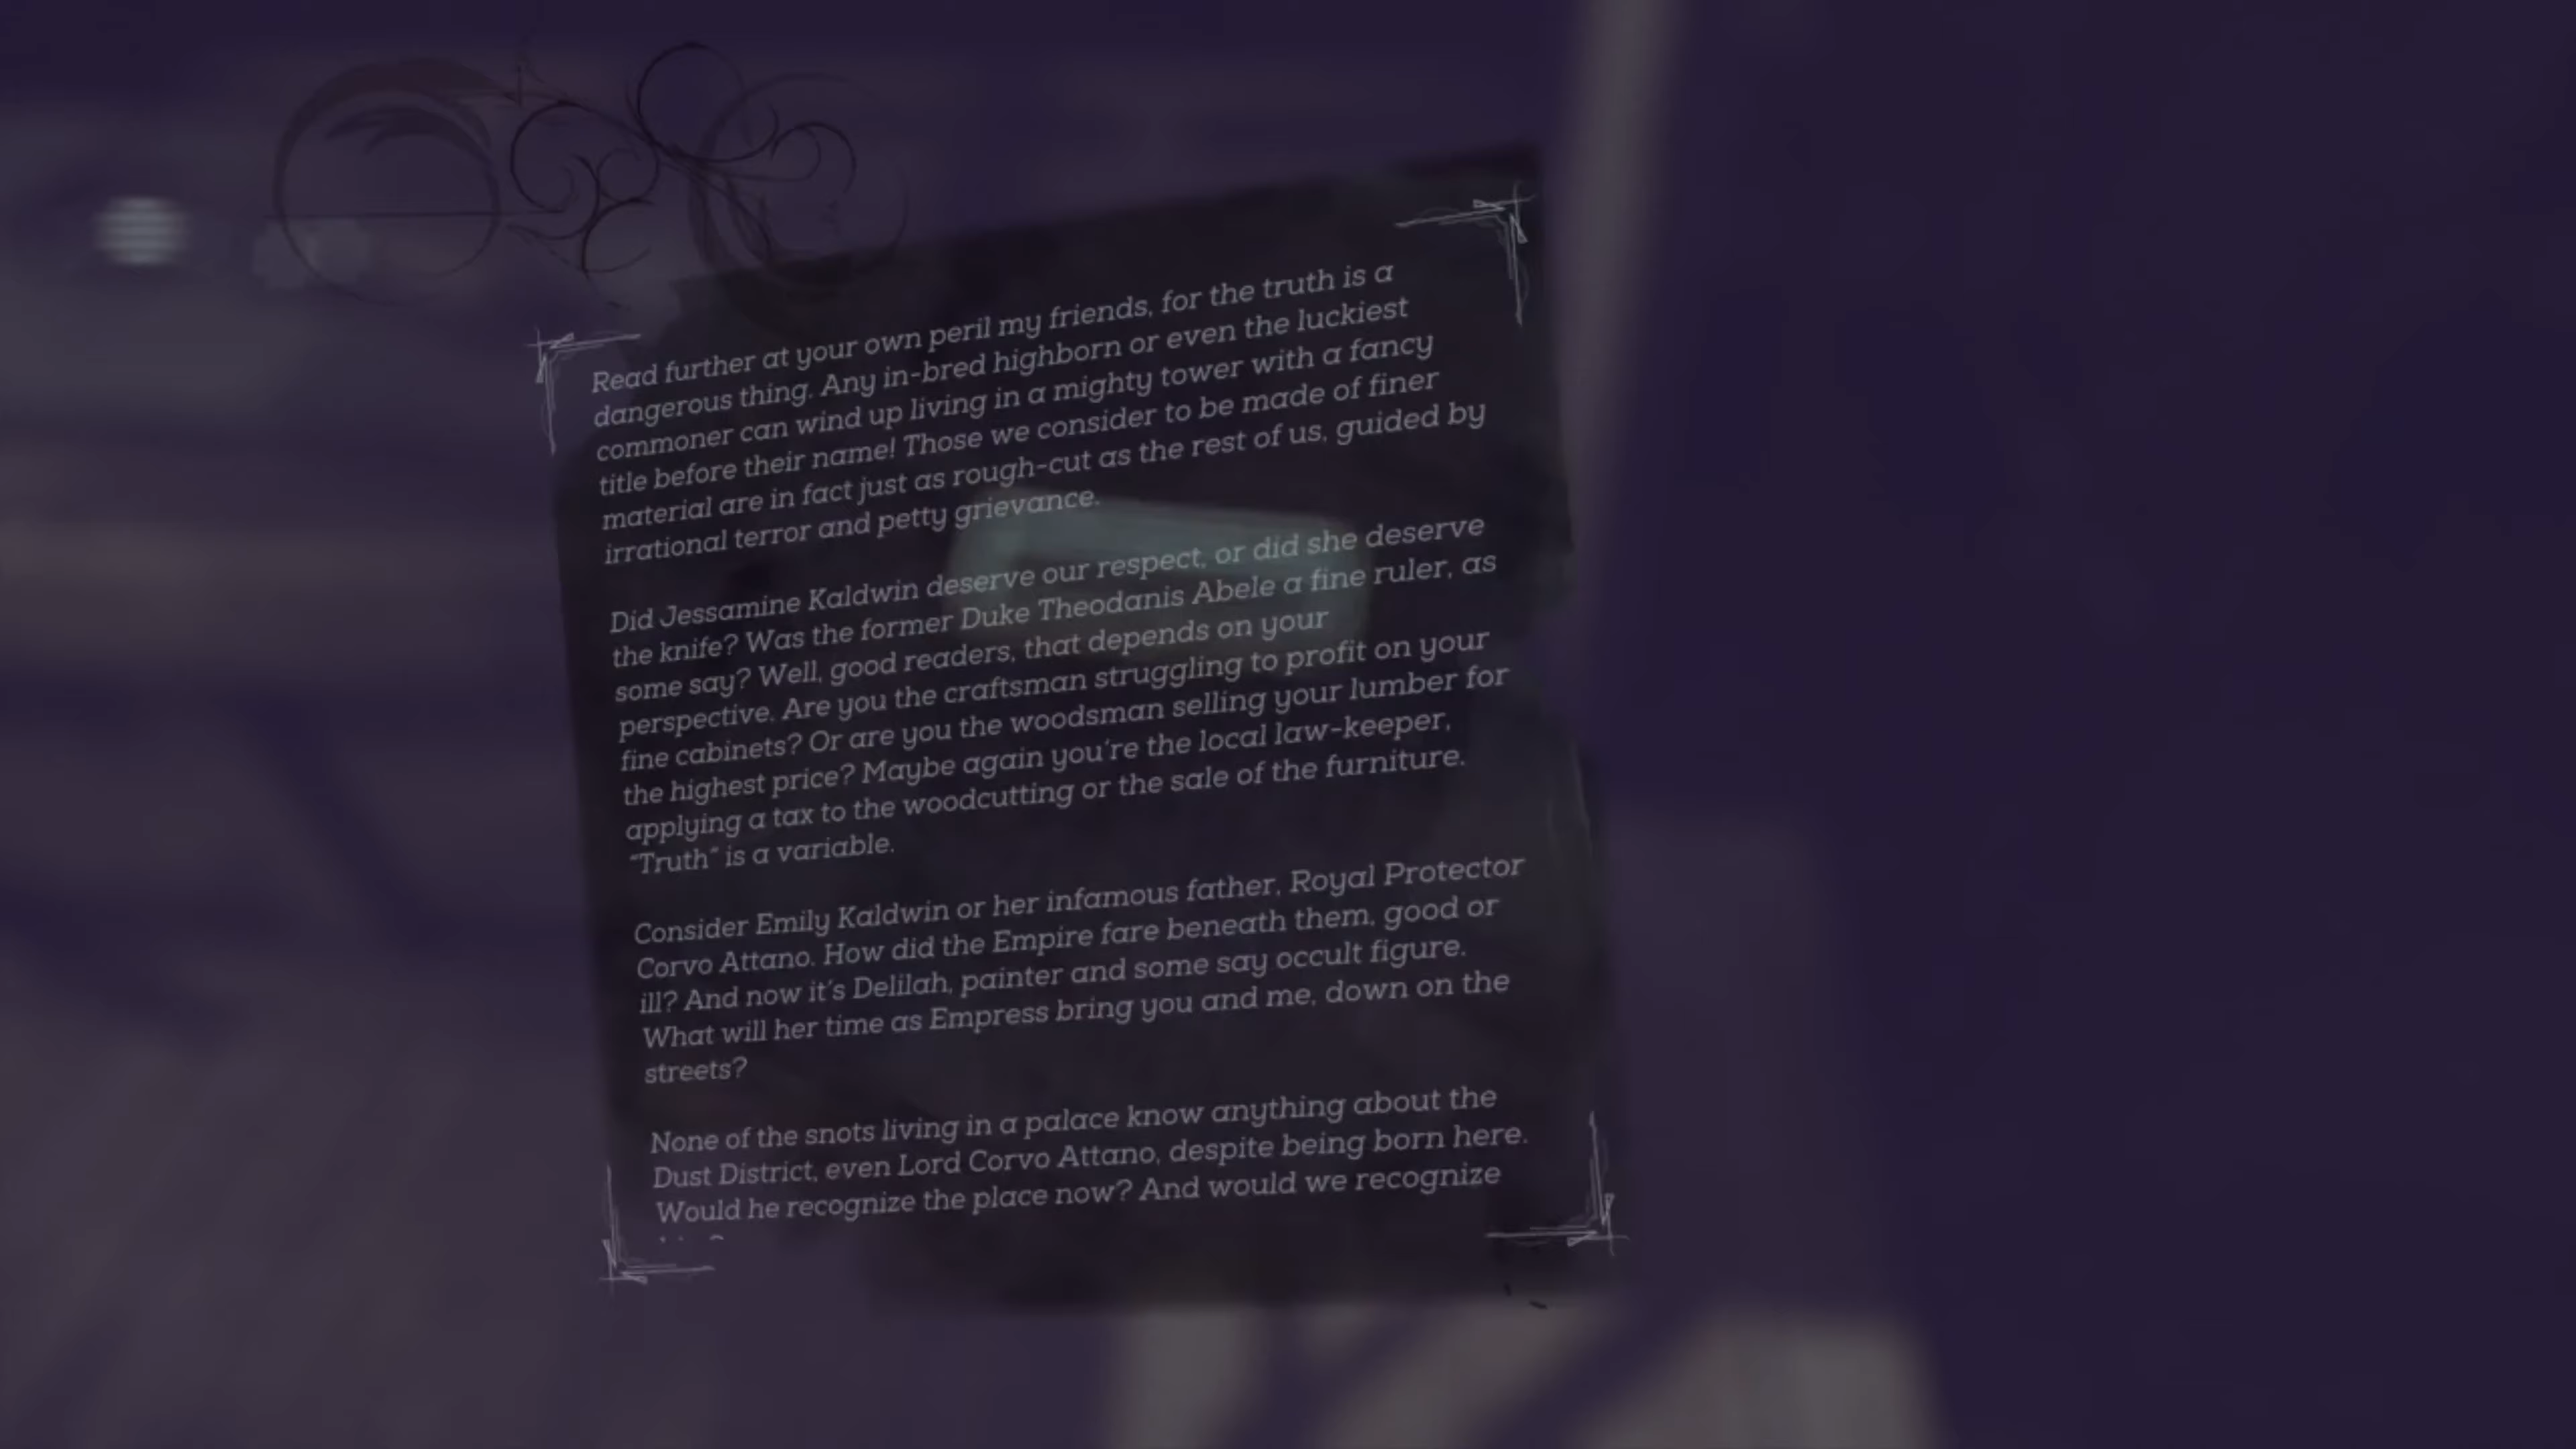 Read further at your own peril my friends, for the truth is a
dangerous thing. Any in-bred highborn or even the luckiest
commoner can wind up living in a mighty tower with a fancy
title before their name! Those we consider to be made of finer
material are in fact just as rough-cut as the rest of us, guided by
irrational terror and petty grievance.
Did Jessamine Kaldwin deserve our respect, or did she deserve
the knife? Was the former Duke Theodanis Abele a fine ruler, as
some say? Well, good readers, that depends on your
perspective. Are you the craftsman struggling to profit on your
fine cabinets? Or are you the woodsman selling your lumber for
the highest price? Maybe again you're the local law-keeper,
applying a tax to the woodcutting or the sale of the furniture.
"Truth" is a variable.
Consider Emily Kaldwin or her infamous father, Royal Protector
Corvo Attano. How did the Empire fare beneath them, good or
ill? And now it's Delilah, painter and some say occult figure.
What will her time as Empress bring you and me, down on the
streets?
None of the snots living in a palace know anything about the
Dust District, even Lord Corvo Attano, despite being born here.
Would he recognize the place now? And would we recognize